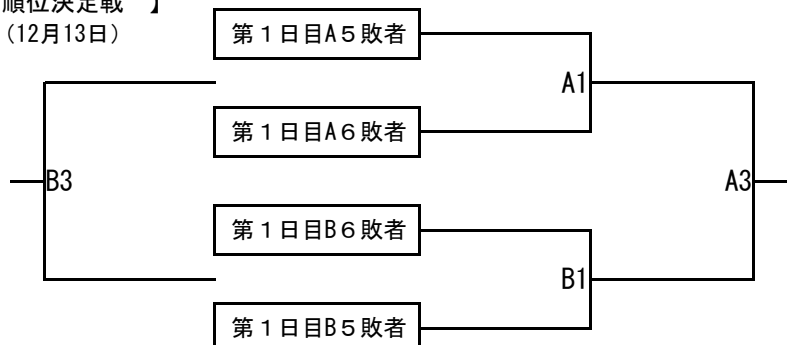 順位決定戦　】
(12月13日)
第１日目A５敗者
A1
第１日目A６敗者
B3
A3
第１日目B６敗者
B1
第１日目B５敗者